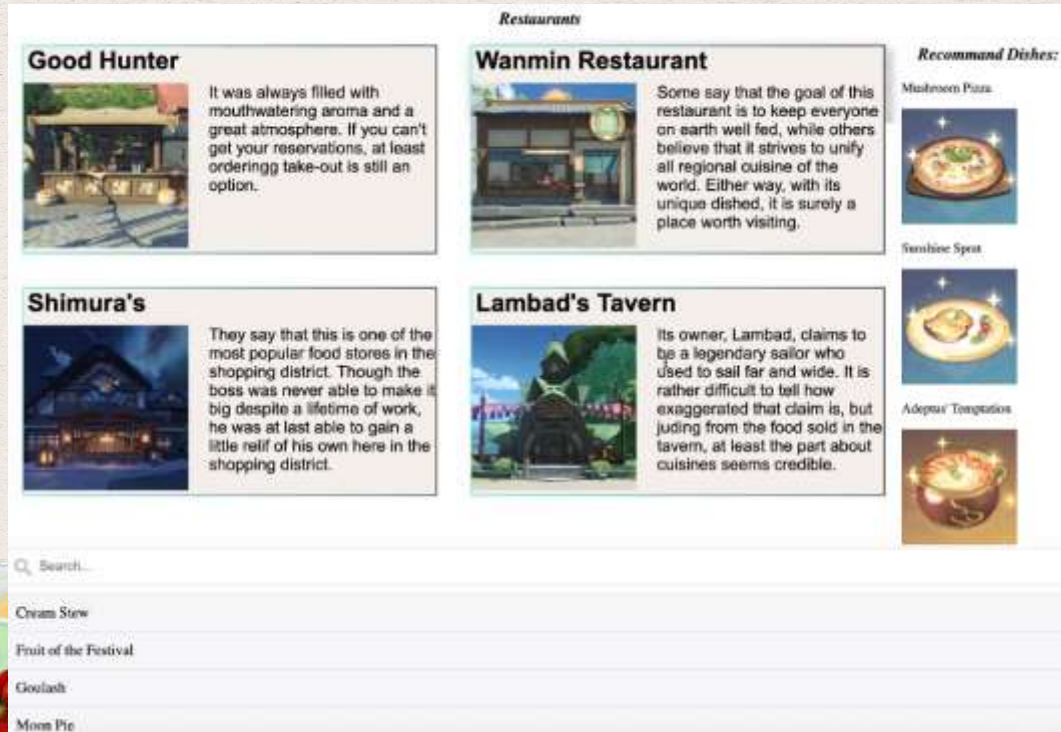 Restaurants
Good Hunter
It was always filled with
mouthwatering aroma and a
great atmosphere. If you can't
get your reservations, at least
orderingg take-out is still an
option.
Wanmin Restaurant
Some say that the goal of this
restaurant is to keep everyone
on earth well fed, while others
believe that it strives to unify
all regional cuisine of the
world. Either way, with its
unique dished, it is surely a
place worth visiting.
Shimura's
They say that this is one of the
most popular food stores in the
shopping district. Though the
boss was never able to make it
big despite a lifetime of work,
he was at last able to gain a
little relif of his own here in the
shopping district.
Lambad's Tavern
Its owner, Lambad, claims to
be a legendary sailor who
used to sail far and wide. It is
rather difficult to tell how
exaggerated that claim is, but
juding from the food sold in the
tavern, at least the part about
cuisines seems credible.
Recommand Dishes:
Mushroom Pizza
Sunshine Sprat
Adeptus' Temptation
Search...
Cream Stew
Fruit of the Festival
Goulash
Moon Pie